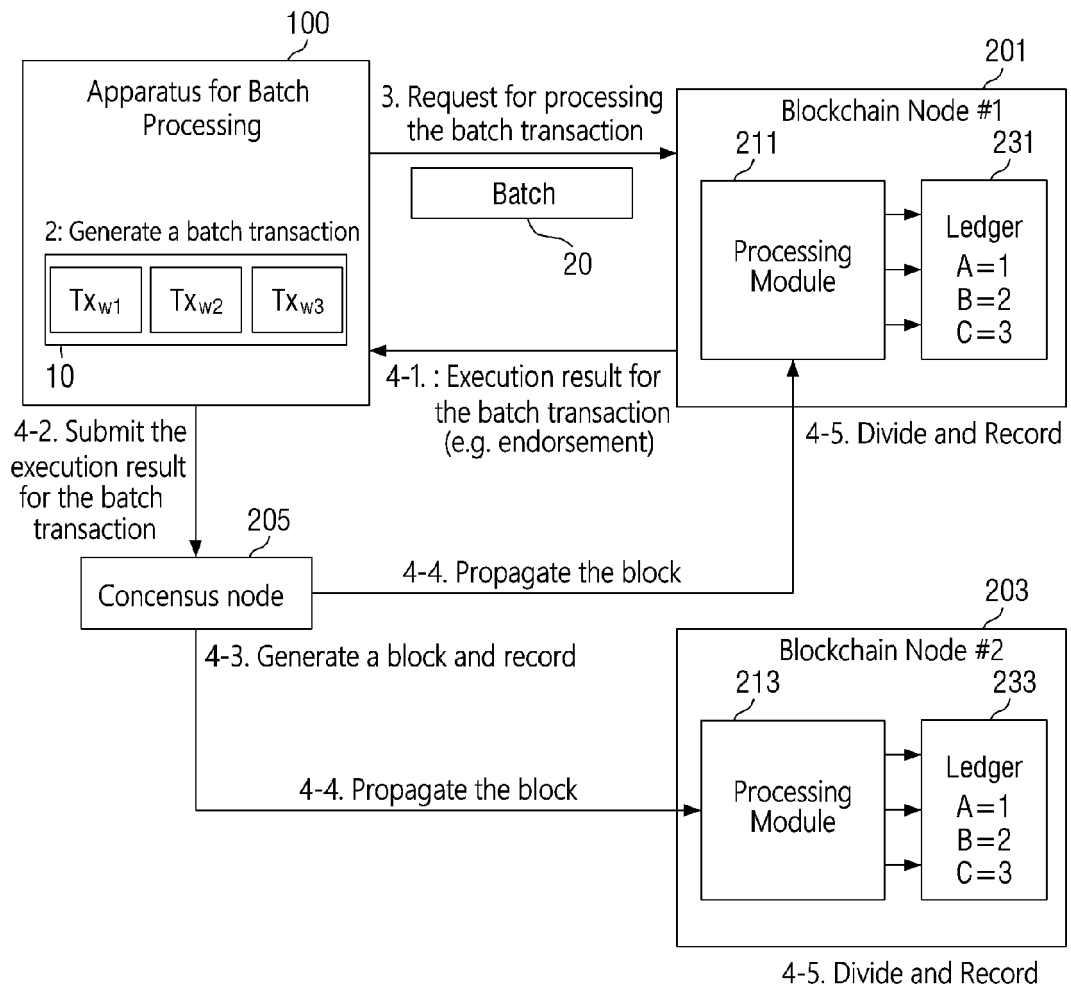 100
Apparatus for Batch
Processing
2: Generate a batch transaction
Txw1 Txw2 Txw3
10
3. Request for processing
the batch transaction
Batch
20
4-1. : Execution result for
the batch transaction
(e.g. endorsement)
201
Blockchain Node #1
211
Processing
Module
231
Ledger
A=1
B=2
C=3
4-5. Divide and Record
4-2. Submit the
execution result
for the batch
transaction
205
Concensus node
4-4. Propagate the block
4-3. Generate a block and record
4-4. Propagate the block
203
Blockchain Node #2
213
Processing
Module
233
Ledger
A=1
B=2
C=3
4-5. Divide and Record